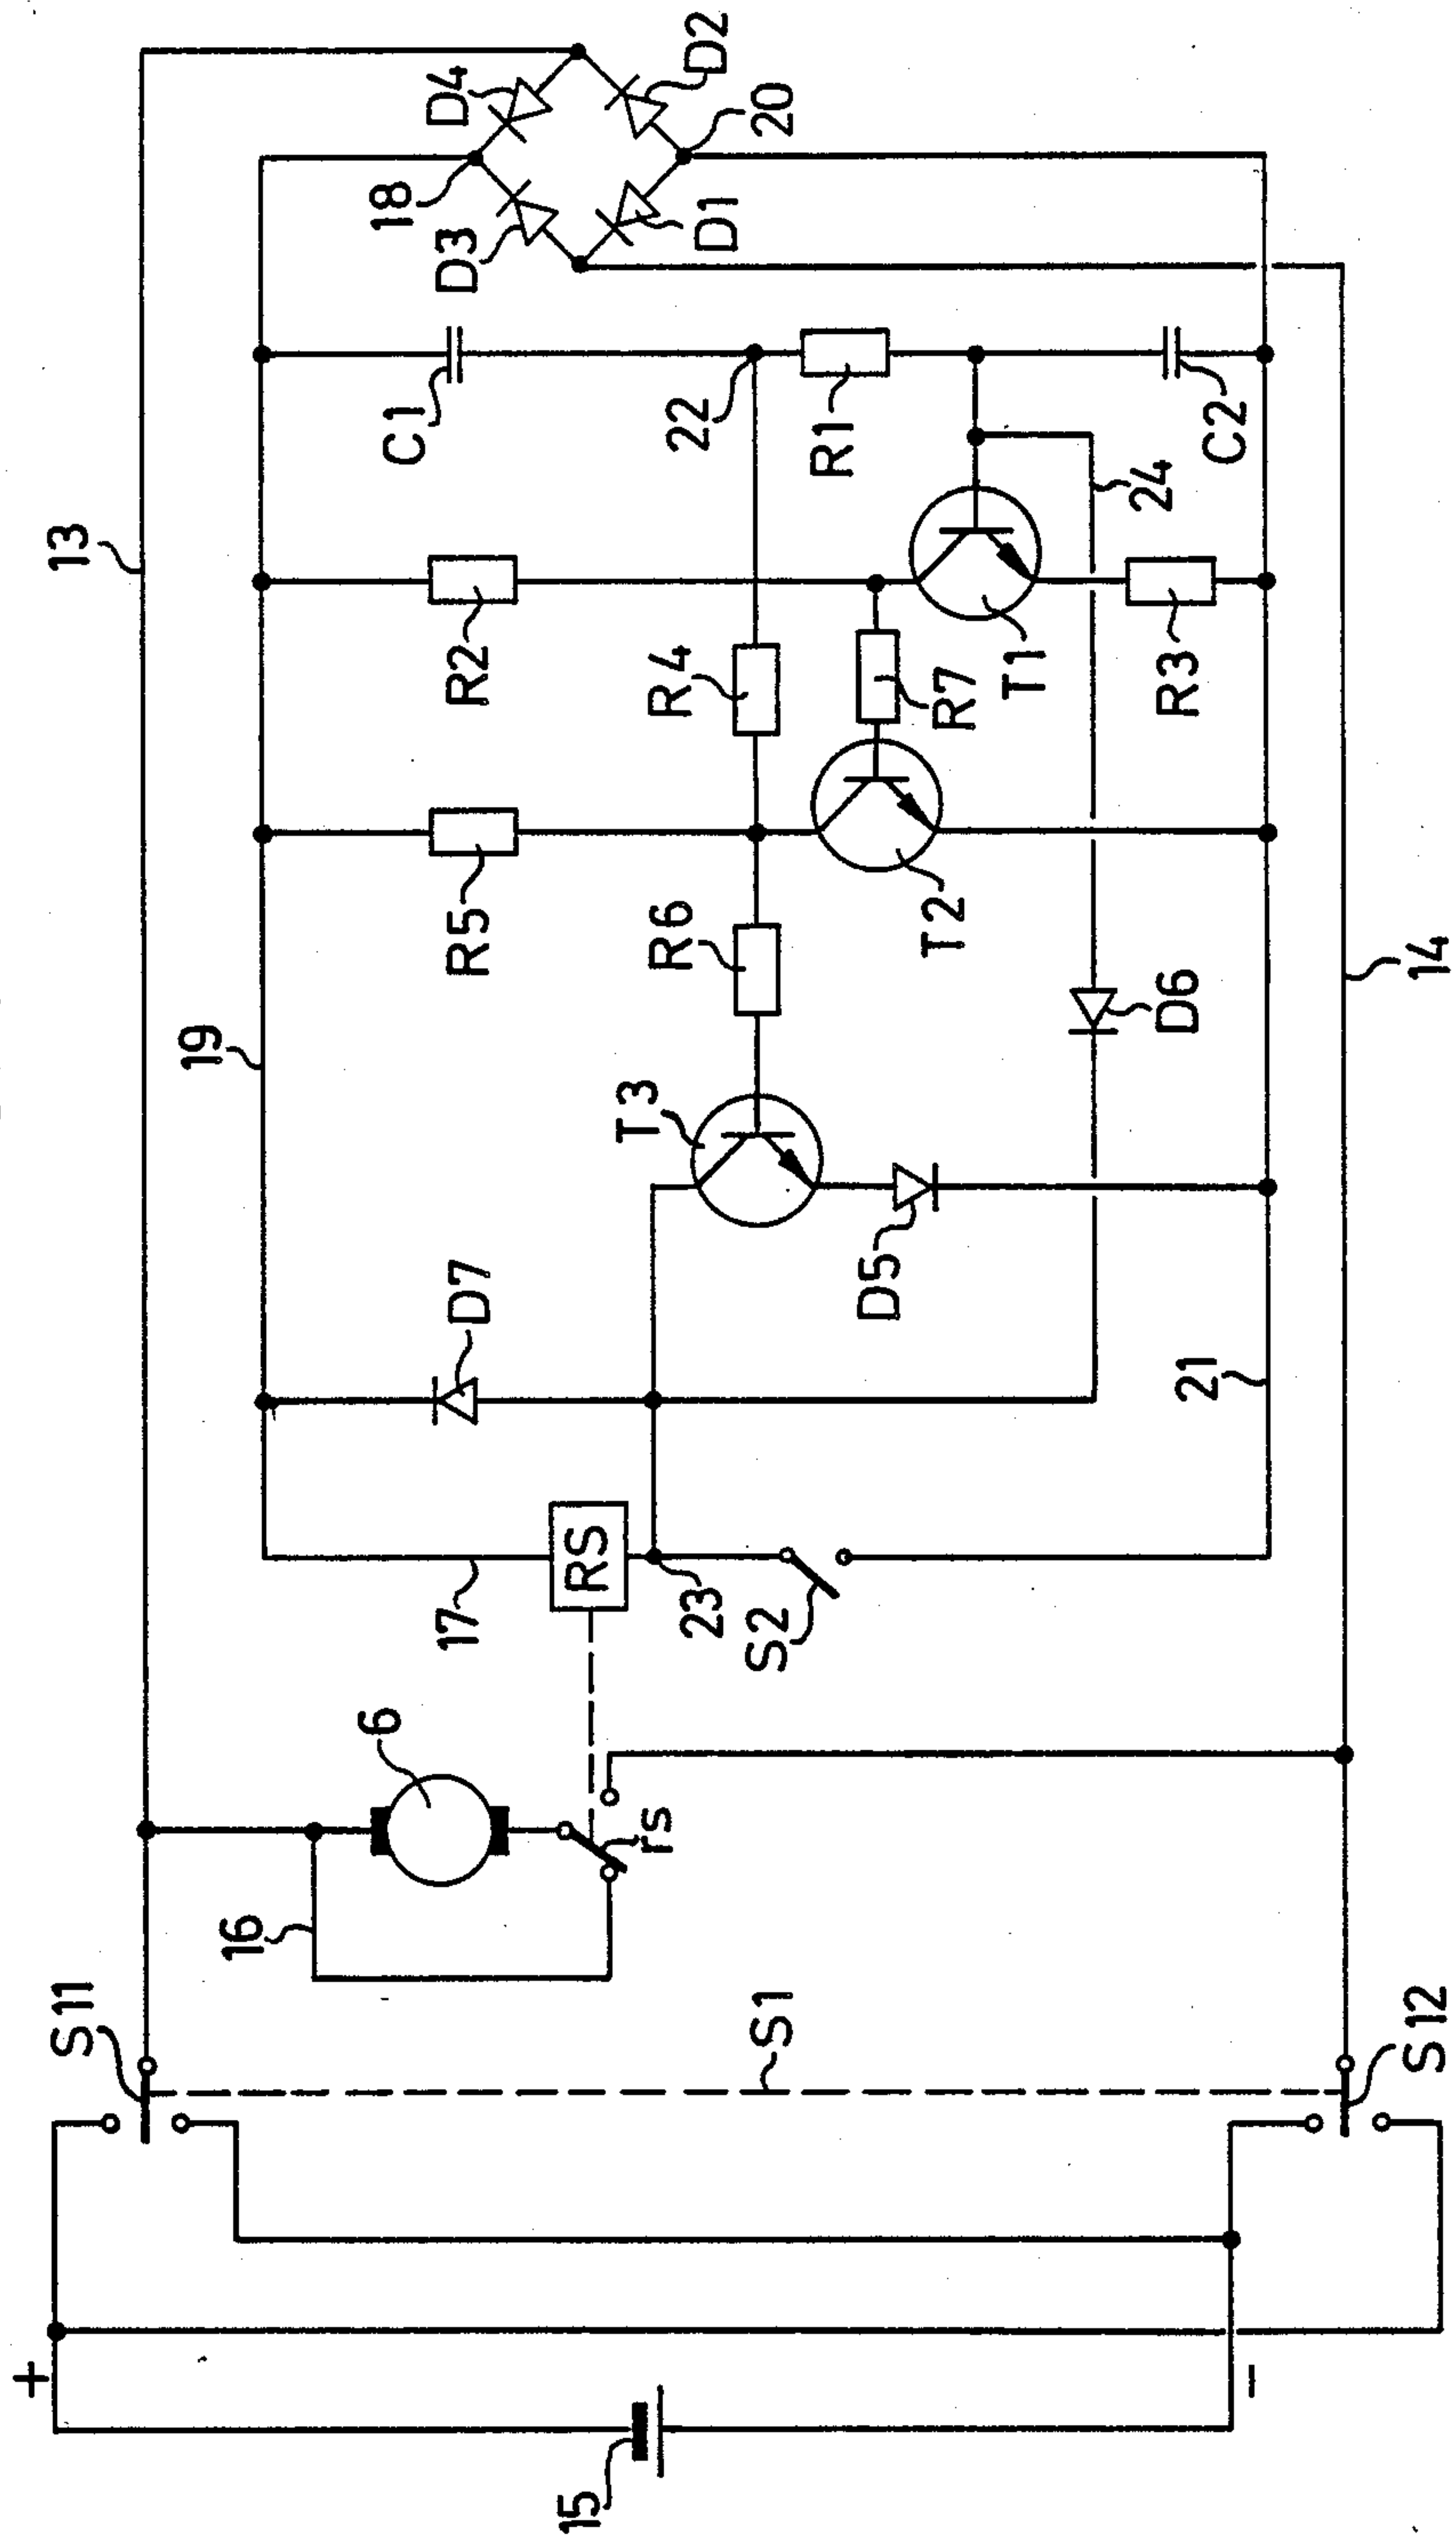 +
15
−
S11
S1
S12
16
6
rs
13
17
RS
23
S2
21
14
19
D7
T3
D5
D6
R5
R6
T2
R2
R4
R7
T1
R3
24
C1
22
R1
C2
18
D3
D1
D4
D2
20